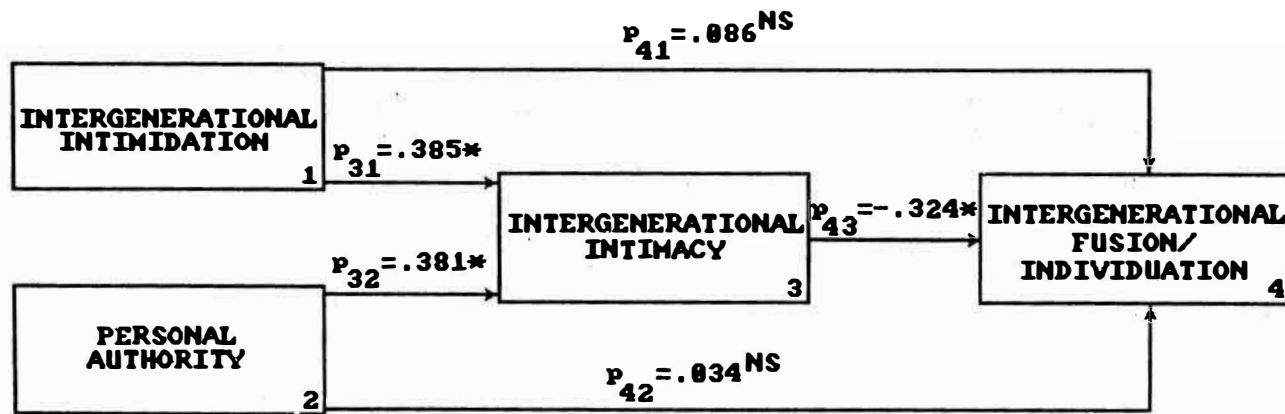 p41=.086NS
INTERGENERATIONAL
INTIMIDATION
1
p31=.385*
INTERGENERATIONAL
INTIMACY
3
p43=-.324*
INTERGENERATIONAL
FUSION/
INDIVIDUATION
4
p32=.381*
PERSONAL
AUTHORITY
2
p42=.034NS